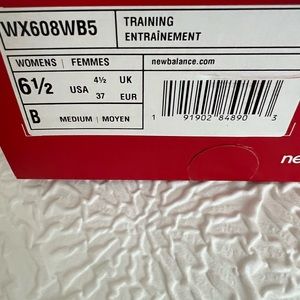 WX608WB5
TRAINING
ENTRAÎNEMENT
WOMENS | FEMMES
newbalance.com
6½ USA 4½ UK
37 EUR
B MEDIUM | MOYEN
1 91902 84890 3
ne